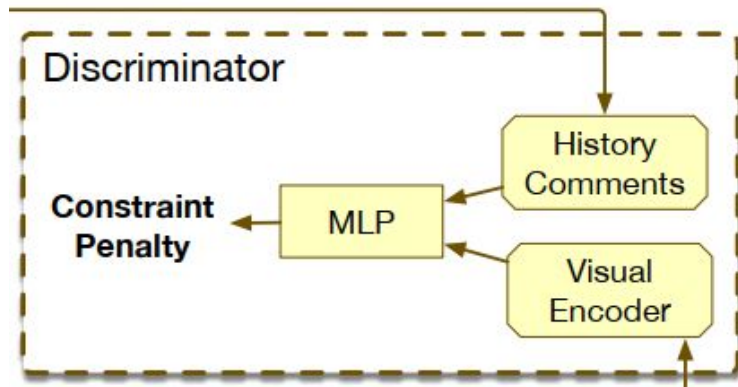 Discriminator
History
Comments
Constraint
Penalty
MLP
Visual
Encoder